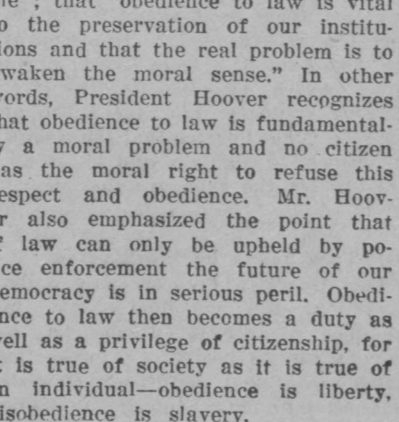 ; that obedience to law is vital
o the preservation of our institu-
ions and that the real problem is to
waken the moral sense." In other
ords, President Hoover recognizes
hat obedience to law is fundamental-
y a moral problem and no citizen
as the moral right to refuse this
espect and obedience. Mr. Hoov-
r also emphasized the point that
f law can only be upheld by po-
ce enforcement the future of our
emocracy is in serious peril. Obedi-
nce to law then becomes a duty as
ell as a privilege of citizenship, for
t is true of society as it is true of
n individual—obedience is liberty,
isobedience is slavery.